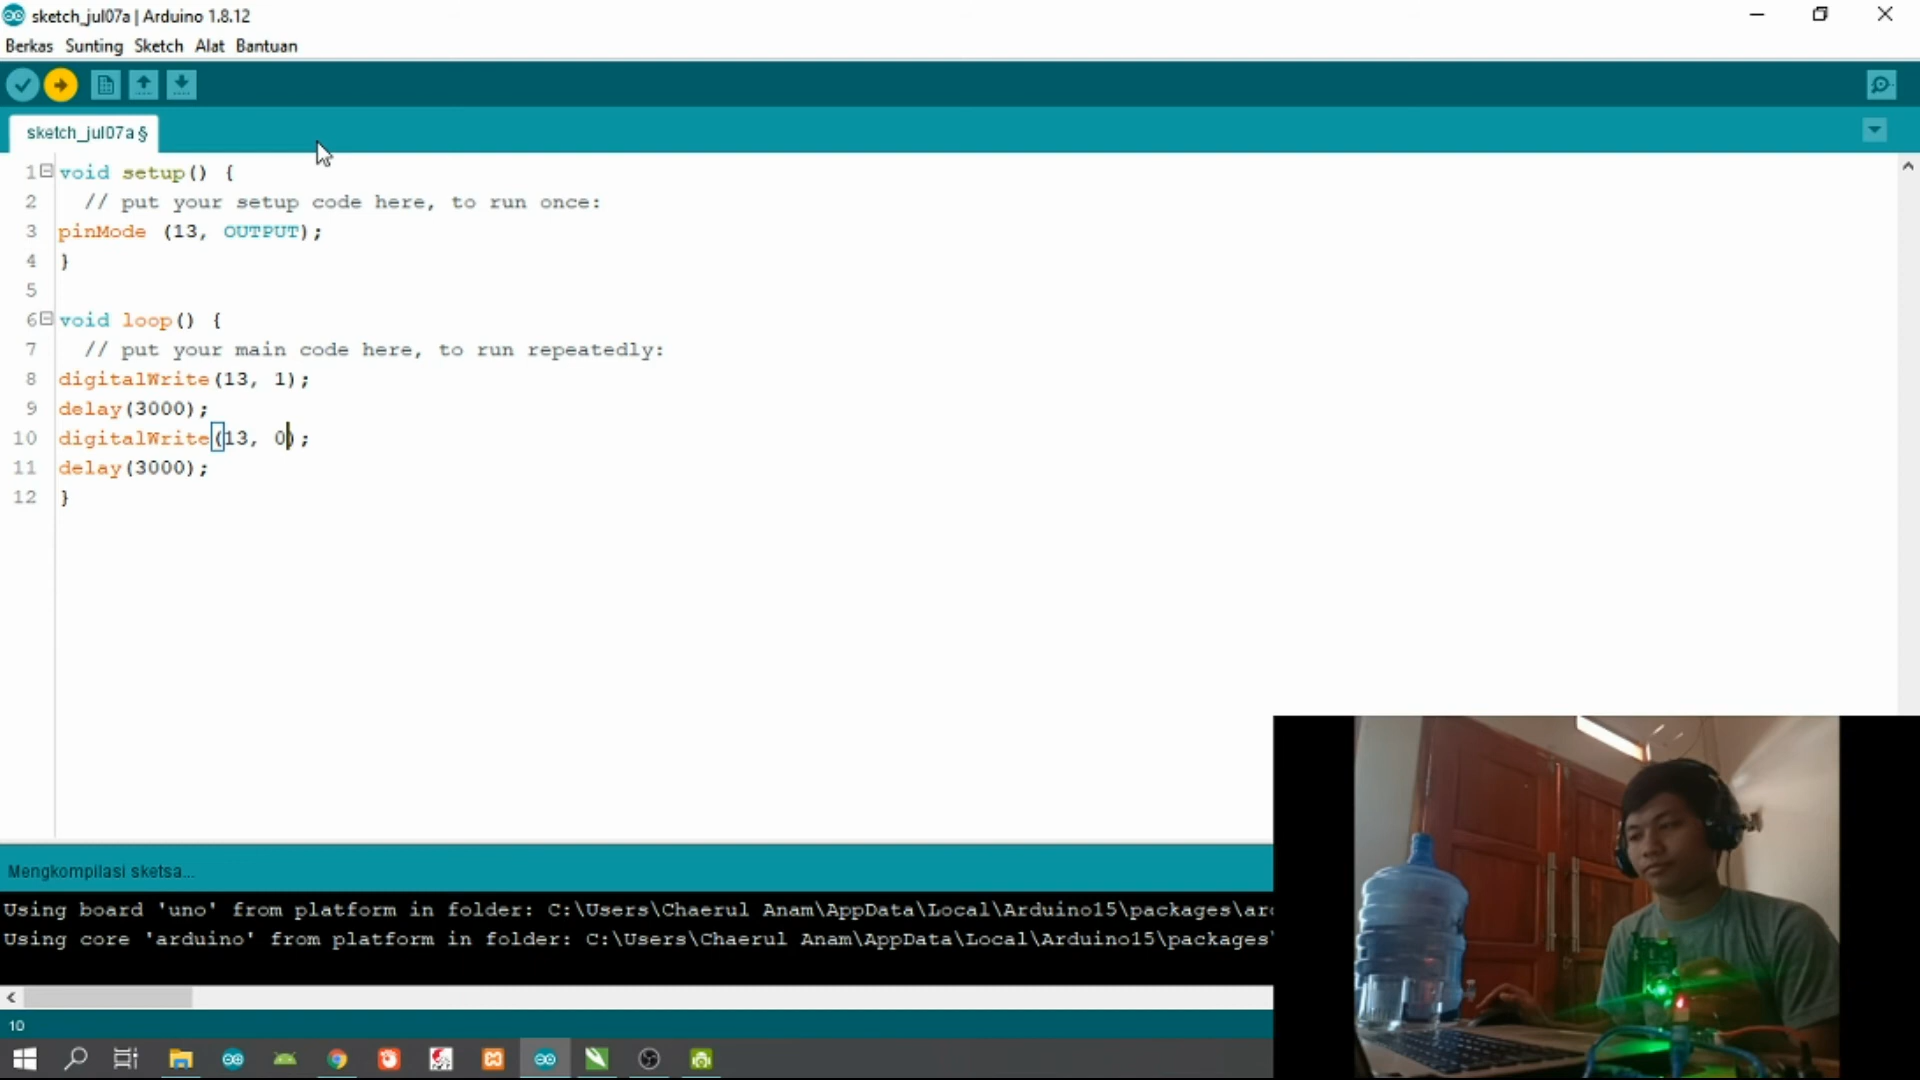 sketch_jul07a | Arduino 1.8.12
Berkas Sunting Sketch Alat Bantuan
sketch_jul07a §
1 void setup() {
2 // put your setup code here, to run once:
3 pinMode (13, OUTPUT);
4 }
5
6 void loop() {
7 // put your main code here, to run repeatedly:
8 digitalWrite(13, 1);
9 delay(3000);
10 digitalWrite(13, 0);
11 delay(3000);
12 }
Mengkompilasi sketsa...
Using board 'uno' from platform in folder: C:\Users\Chaerul Anam\AppData\Local\Arduino15\packages\ard
Using core 'arduino' from platform in folder: C:\Users\Chaerul Anam\AppData\Local\Arduino15\packages\
10